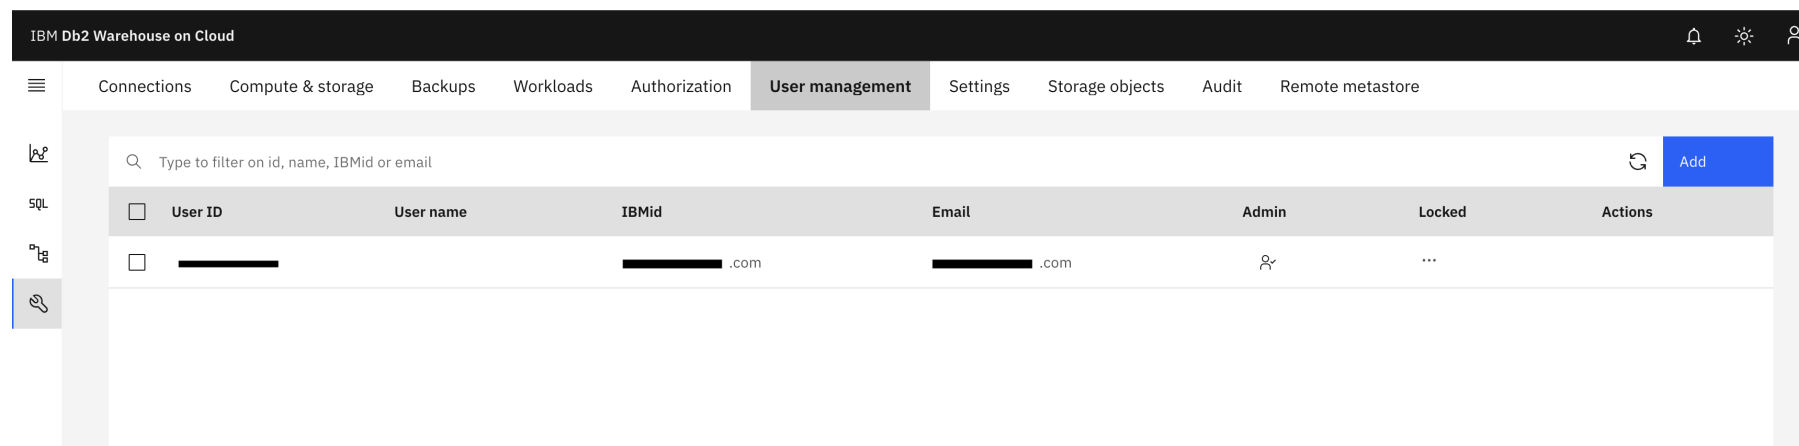 IBM Db2 Warehouse on Cloud
Connections Compute & storage Backups Workloads Authorization User management Settings Storage objects Audit Remote metastore
Type to filter on id, name, IBMid or email Add
SQL
User ID User name IBMid Email Admin Locked Actions
.com .com